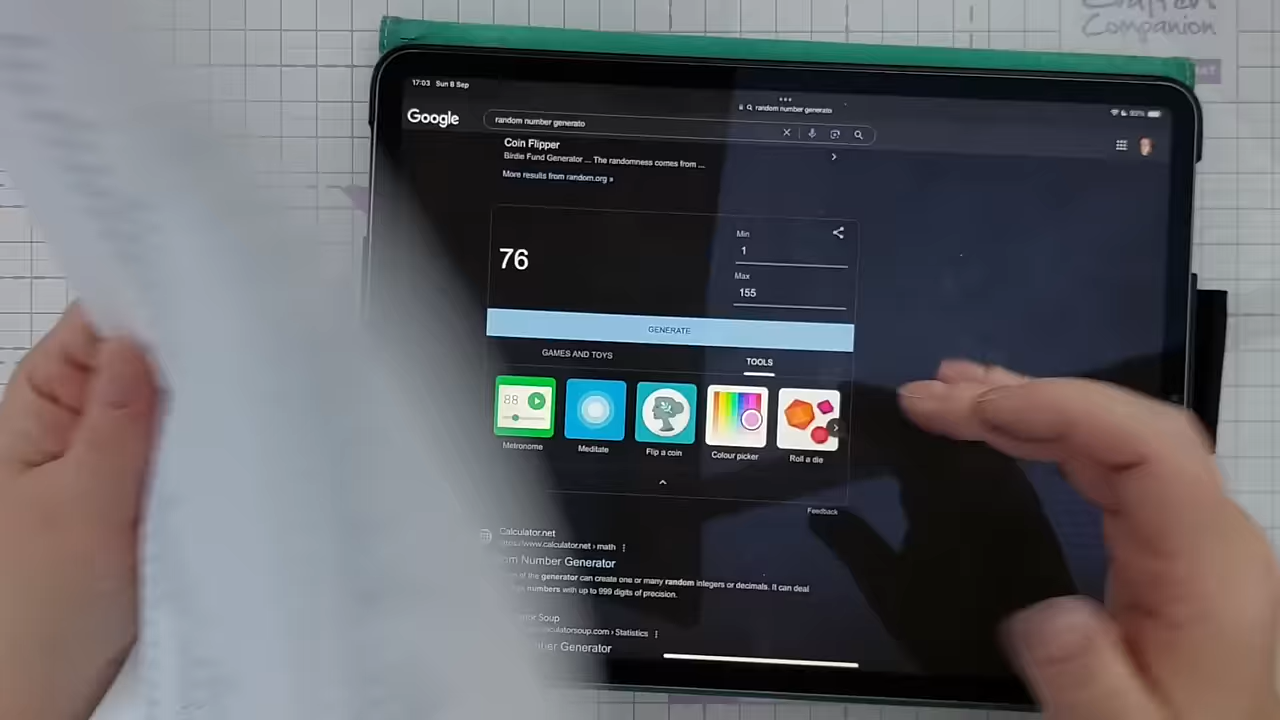 Crafter's
Companion
MAT
17:03 Sun 8 Sep
random number generato
93%
Google
random number generato
Coin Flipper
Birdie Fund Generator ... The randomness comes from ...
More results from random.org »
76
Min
1
Max
155
GENERATE
GAMES AND TOYS
TOOLS
88
Metronome
Meditate
Flip a coin
Colour picker
Roll a die
Feedback
Calculator.net
https://www.calculator.net › math
Number Generator
of the generator can create one or many random integers or decimals. It can deal
numbers with up to 999 digits of precision.
Soup
calculatorsoup.com › Statistics
Generator